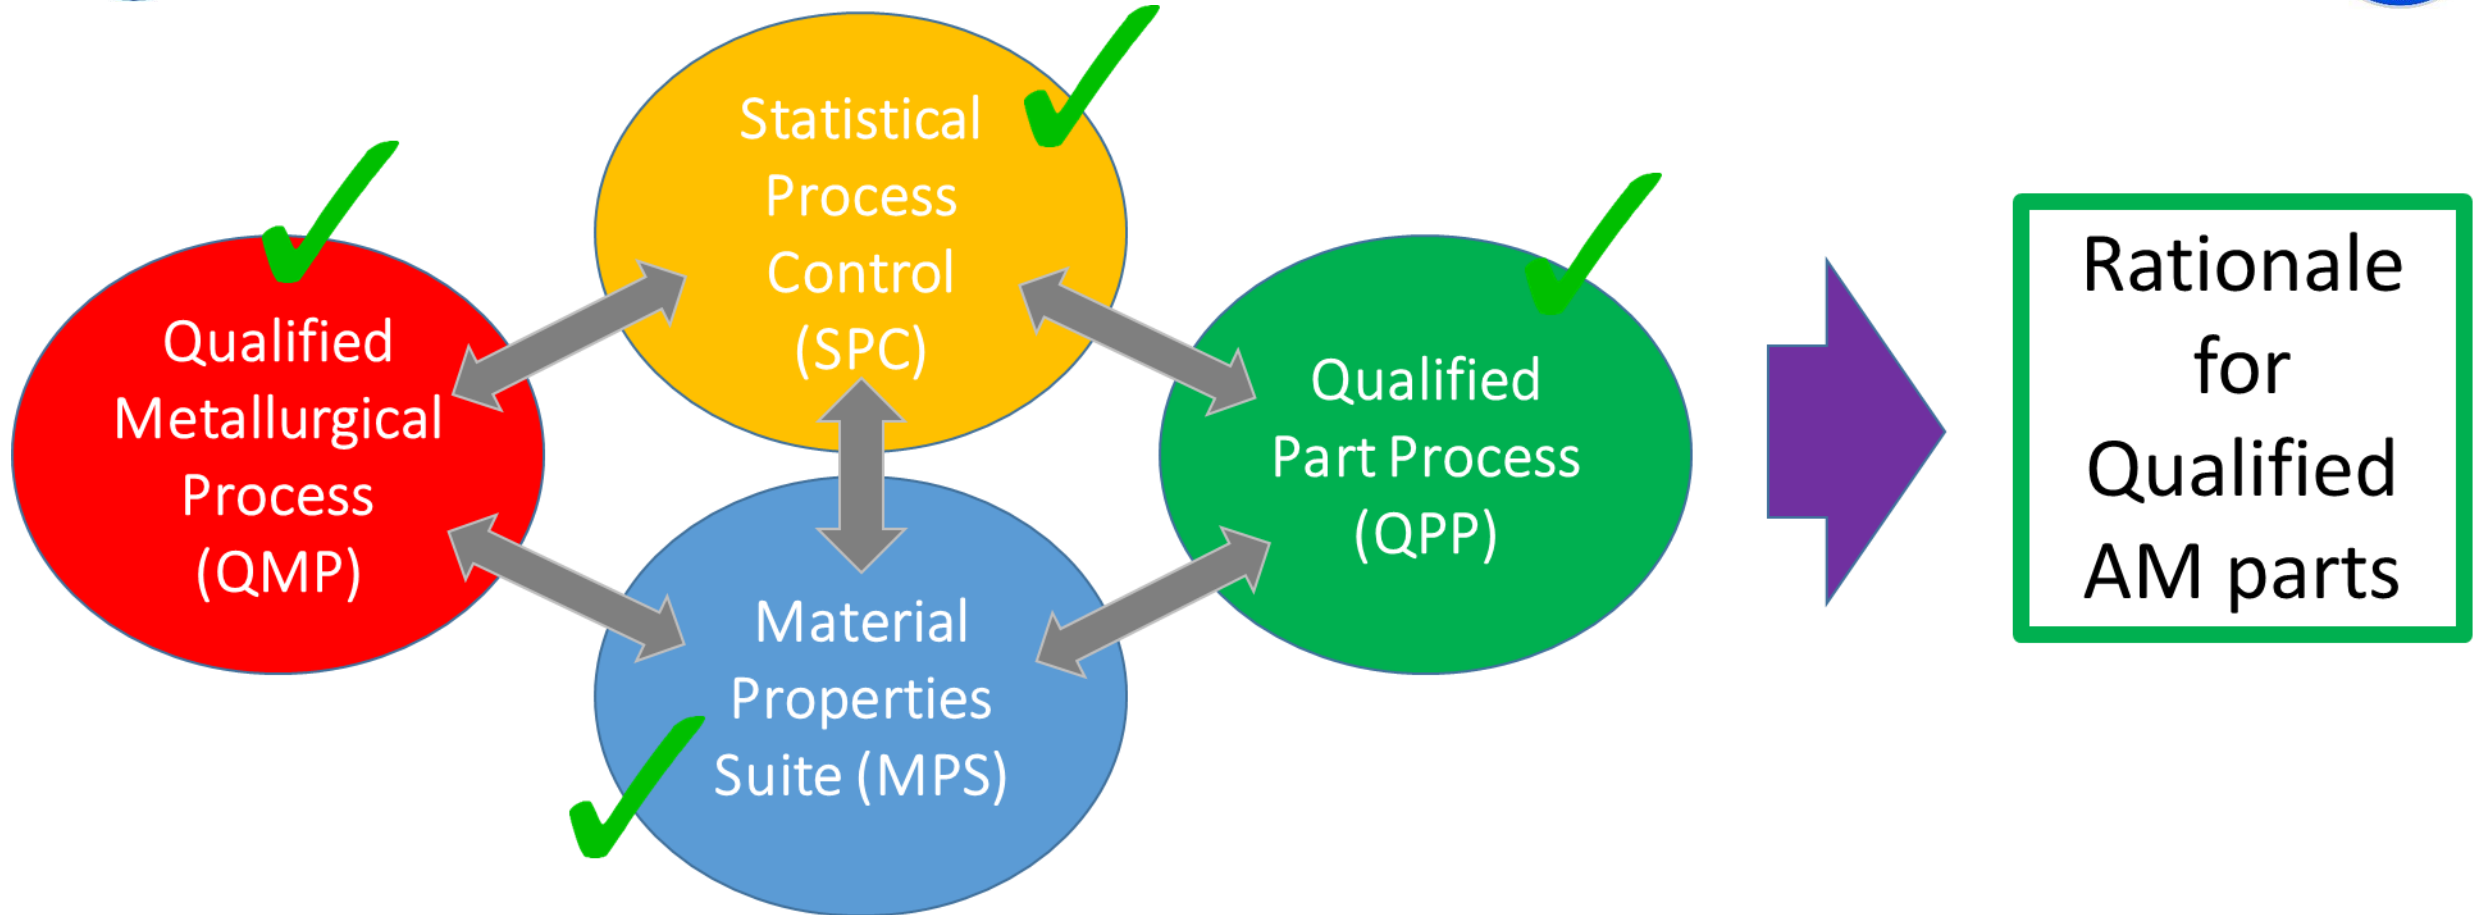 Statistical
Process
Control
(SPC)
Qualified
Metallurgical
Process
(QMP)
Qualified
Part Process
(QPP)
Material
Properties
Suite (MPS)
Rationale
for
Qualified
AM parts